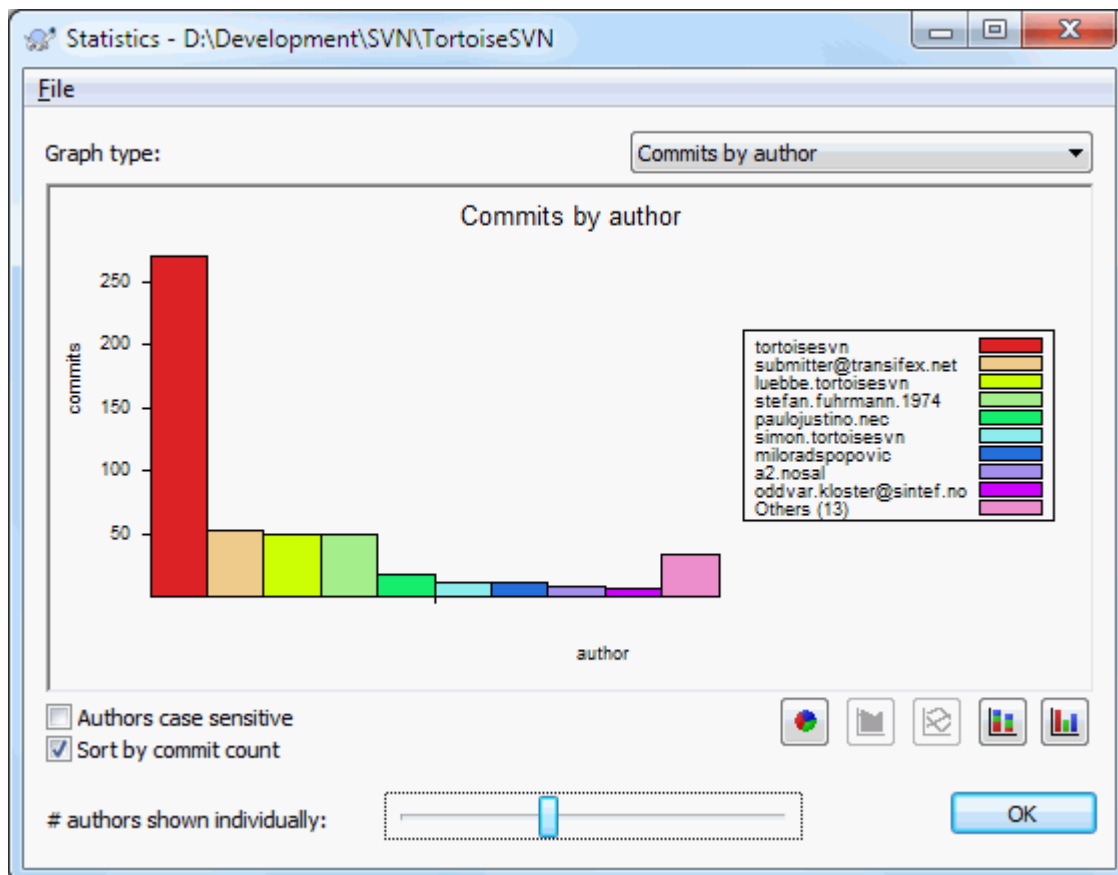 Statistics - D:\Development\SVN\TortoiseSVN
File
Graph type:
Commits by author
Commits by author
250
200
150
100
50
commits
author
tortoisesvn
submitter@transifex.net
luebbe.tortoisesvn
stefan.fuhrmann.1974
paulojustino.nec
simon.tortoisesvn
miloradspopovic
a2.nosal
oddvar.kloster@sintef.no
Others (13)
Authors case sensitive
Sort by commit count
# authors shown individually:
OK